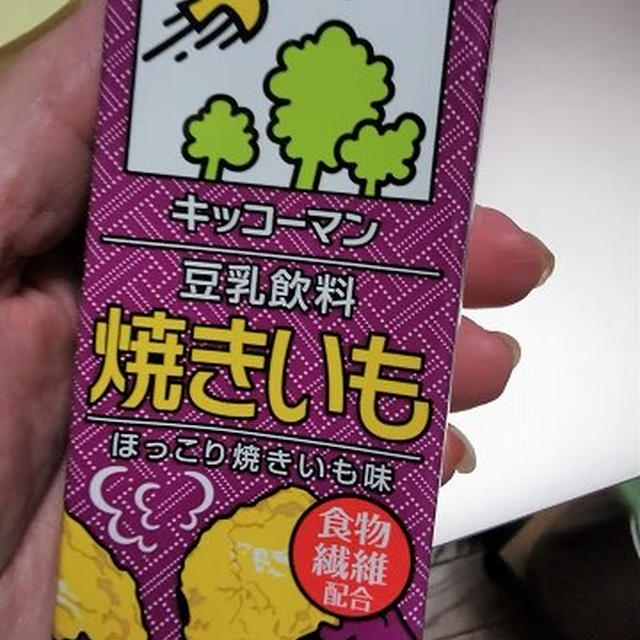 キッコーマン
豆乳飲料
焼きいも
ほっこり焼きいも味
食物
繊維
配合